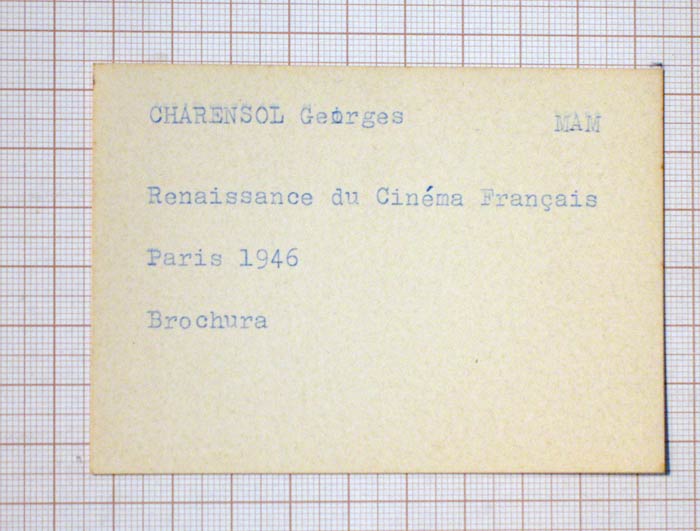 CHARENSOL Georges MAM
Renaissance du Cinéma Français
Paris 1946
Brochura